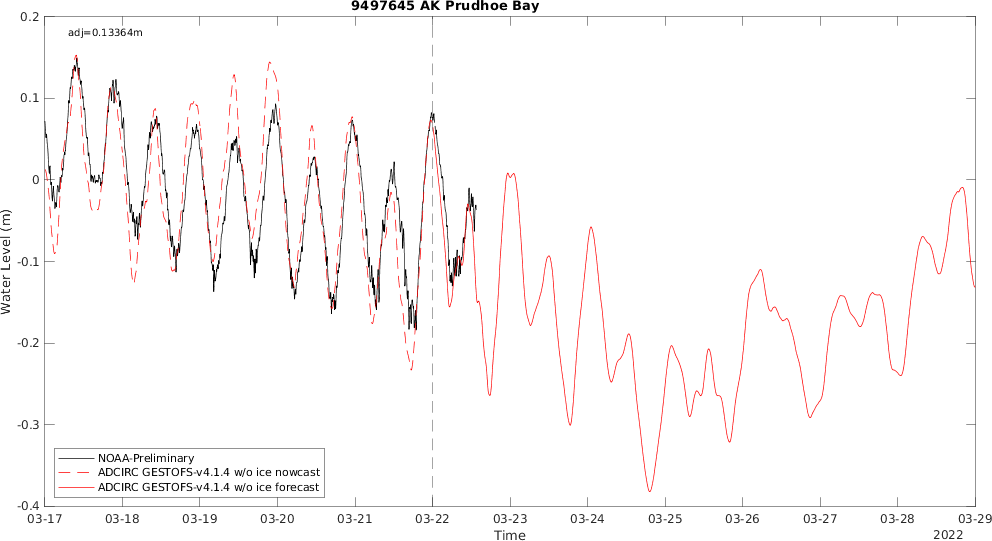 9497645 AK Prudhoe Bay
adj=0.13364m
0.2
0.1
0
-0.1
-0.2
-0.3
-0.4
Water Level (m)
NOAA-Preliminary
ADCIRC GESTOFS-v4.1.4 w/o ice nowcast
ADCIRC GESTOFS-v4.1.4 w/o ice forecast
03-17 03-18 03-19 03-20 03-21 03-22 03-23 03-24 03-25 03-26 03-27 03-28 03-29
Time
2022